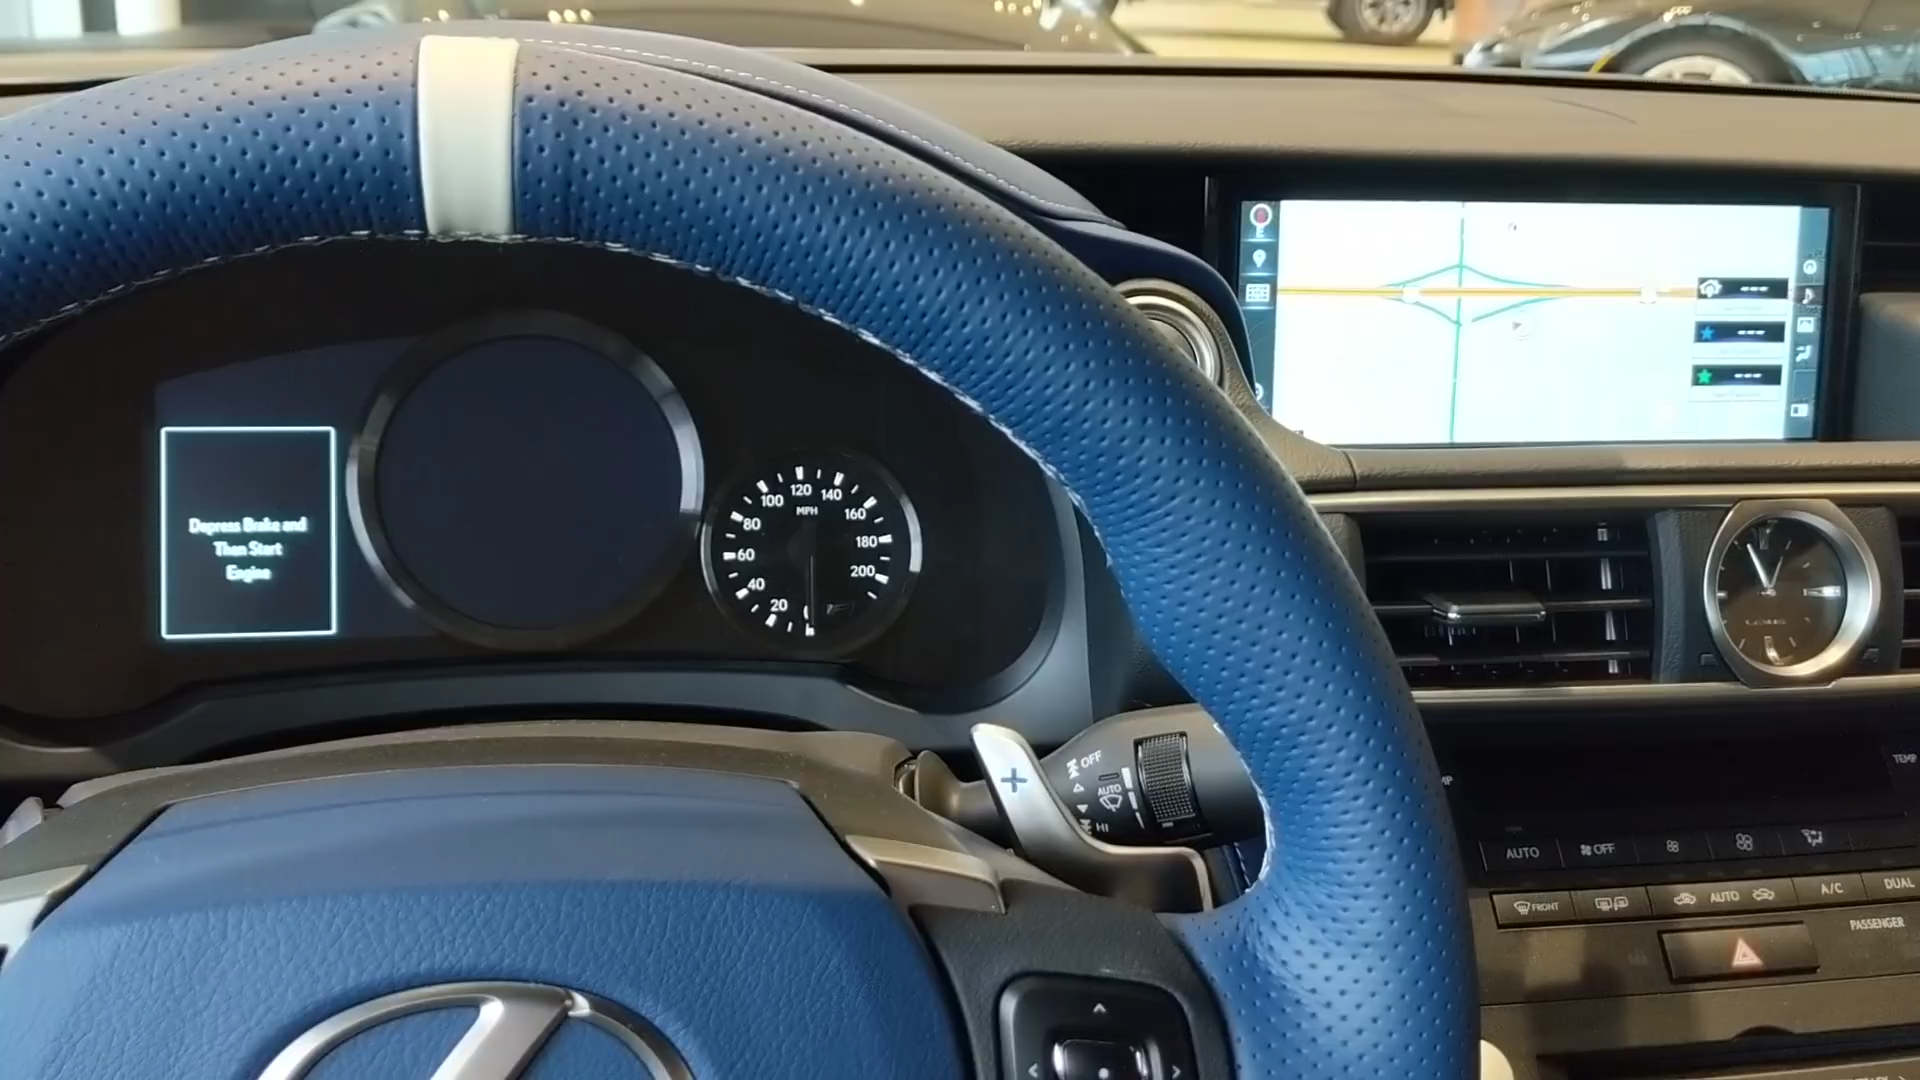 Depress Brake and
Then Start
Engine
MPH
20
40
60
80
100
120
140
160
180
200
F
OFF
AUTO
HI
LEXUS
TEMP
AUTO
OFF
FRONT
AUTO
A/C
DUAL
PASSENGER